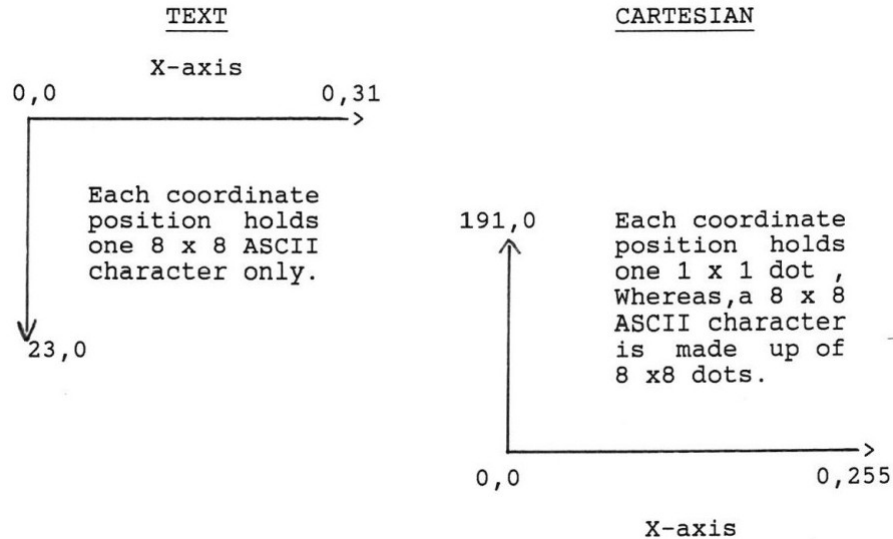 TEXT
X-axis
0,0 0,31
Each coordinate
position holds
one 8 x 8 ASCII
character only.
23,0
CARTESIAN
191,0
Each coordinate
position holds
one 1 x 1 dot ,
Whereas,a 8 x 8
ASCII character
is made up of
8 x8 dots.
0,0 0,255
X-axis